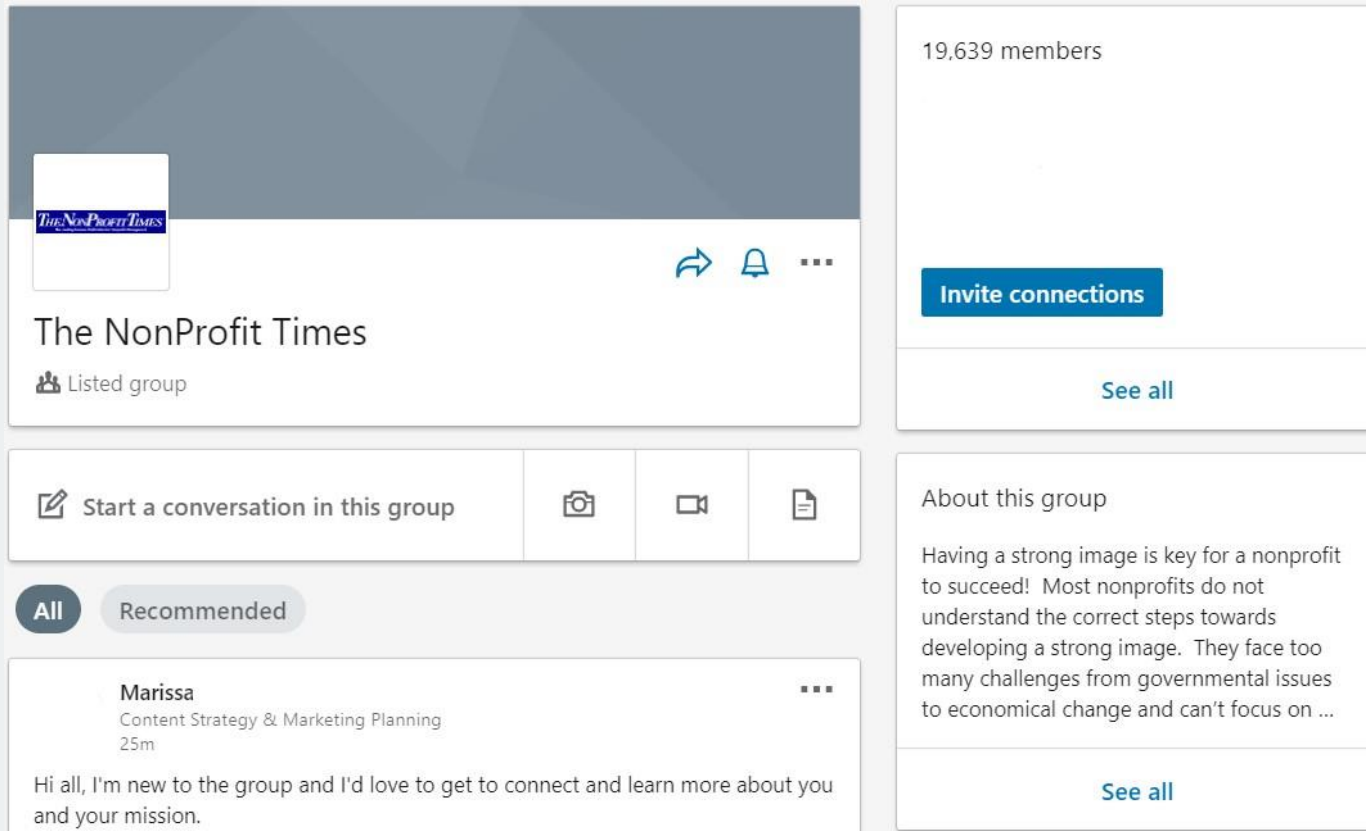 THE NONPROFIT TIMES
The NonProfit Times
Listed group
Start a conversation in this group
All
Recommended
Marissa
Content Strategy & Marketing Planning
25m
Hi all, I'm new to the group and I'd love to get to connect and learn more about you
and your mission.
19,639 members
Invite connections
See all
About this group
Having a strong image is key for a nonprofit
to succeed!  Most nonprofits do not
understand the correct steps towards
developing a strong image.  They face too
many challenges from governmental issues
to economical change and can't focus on ...
See all